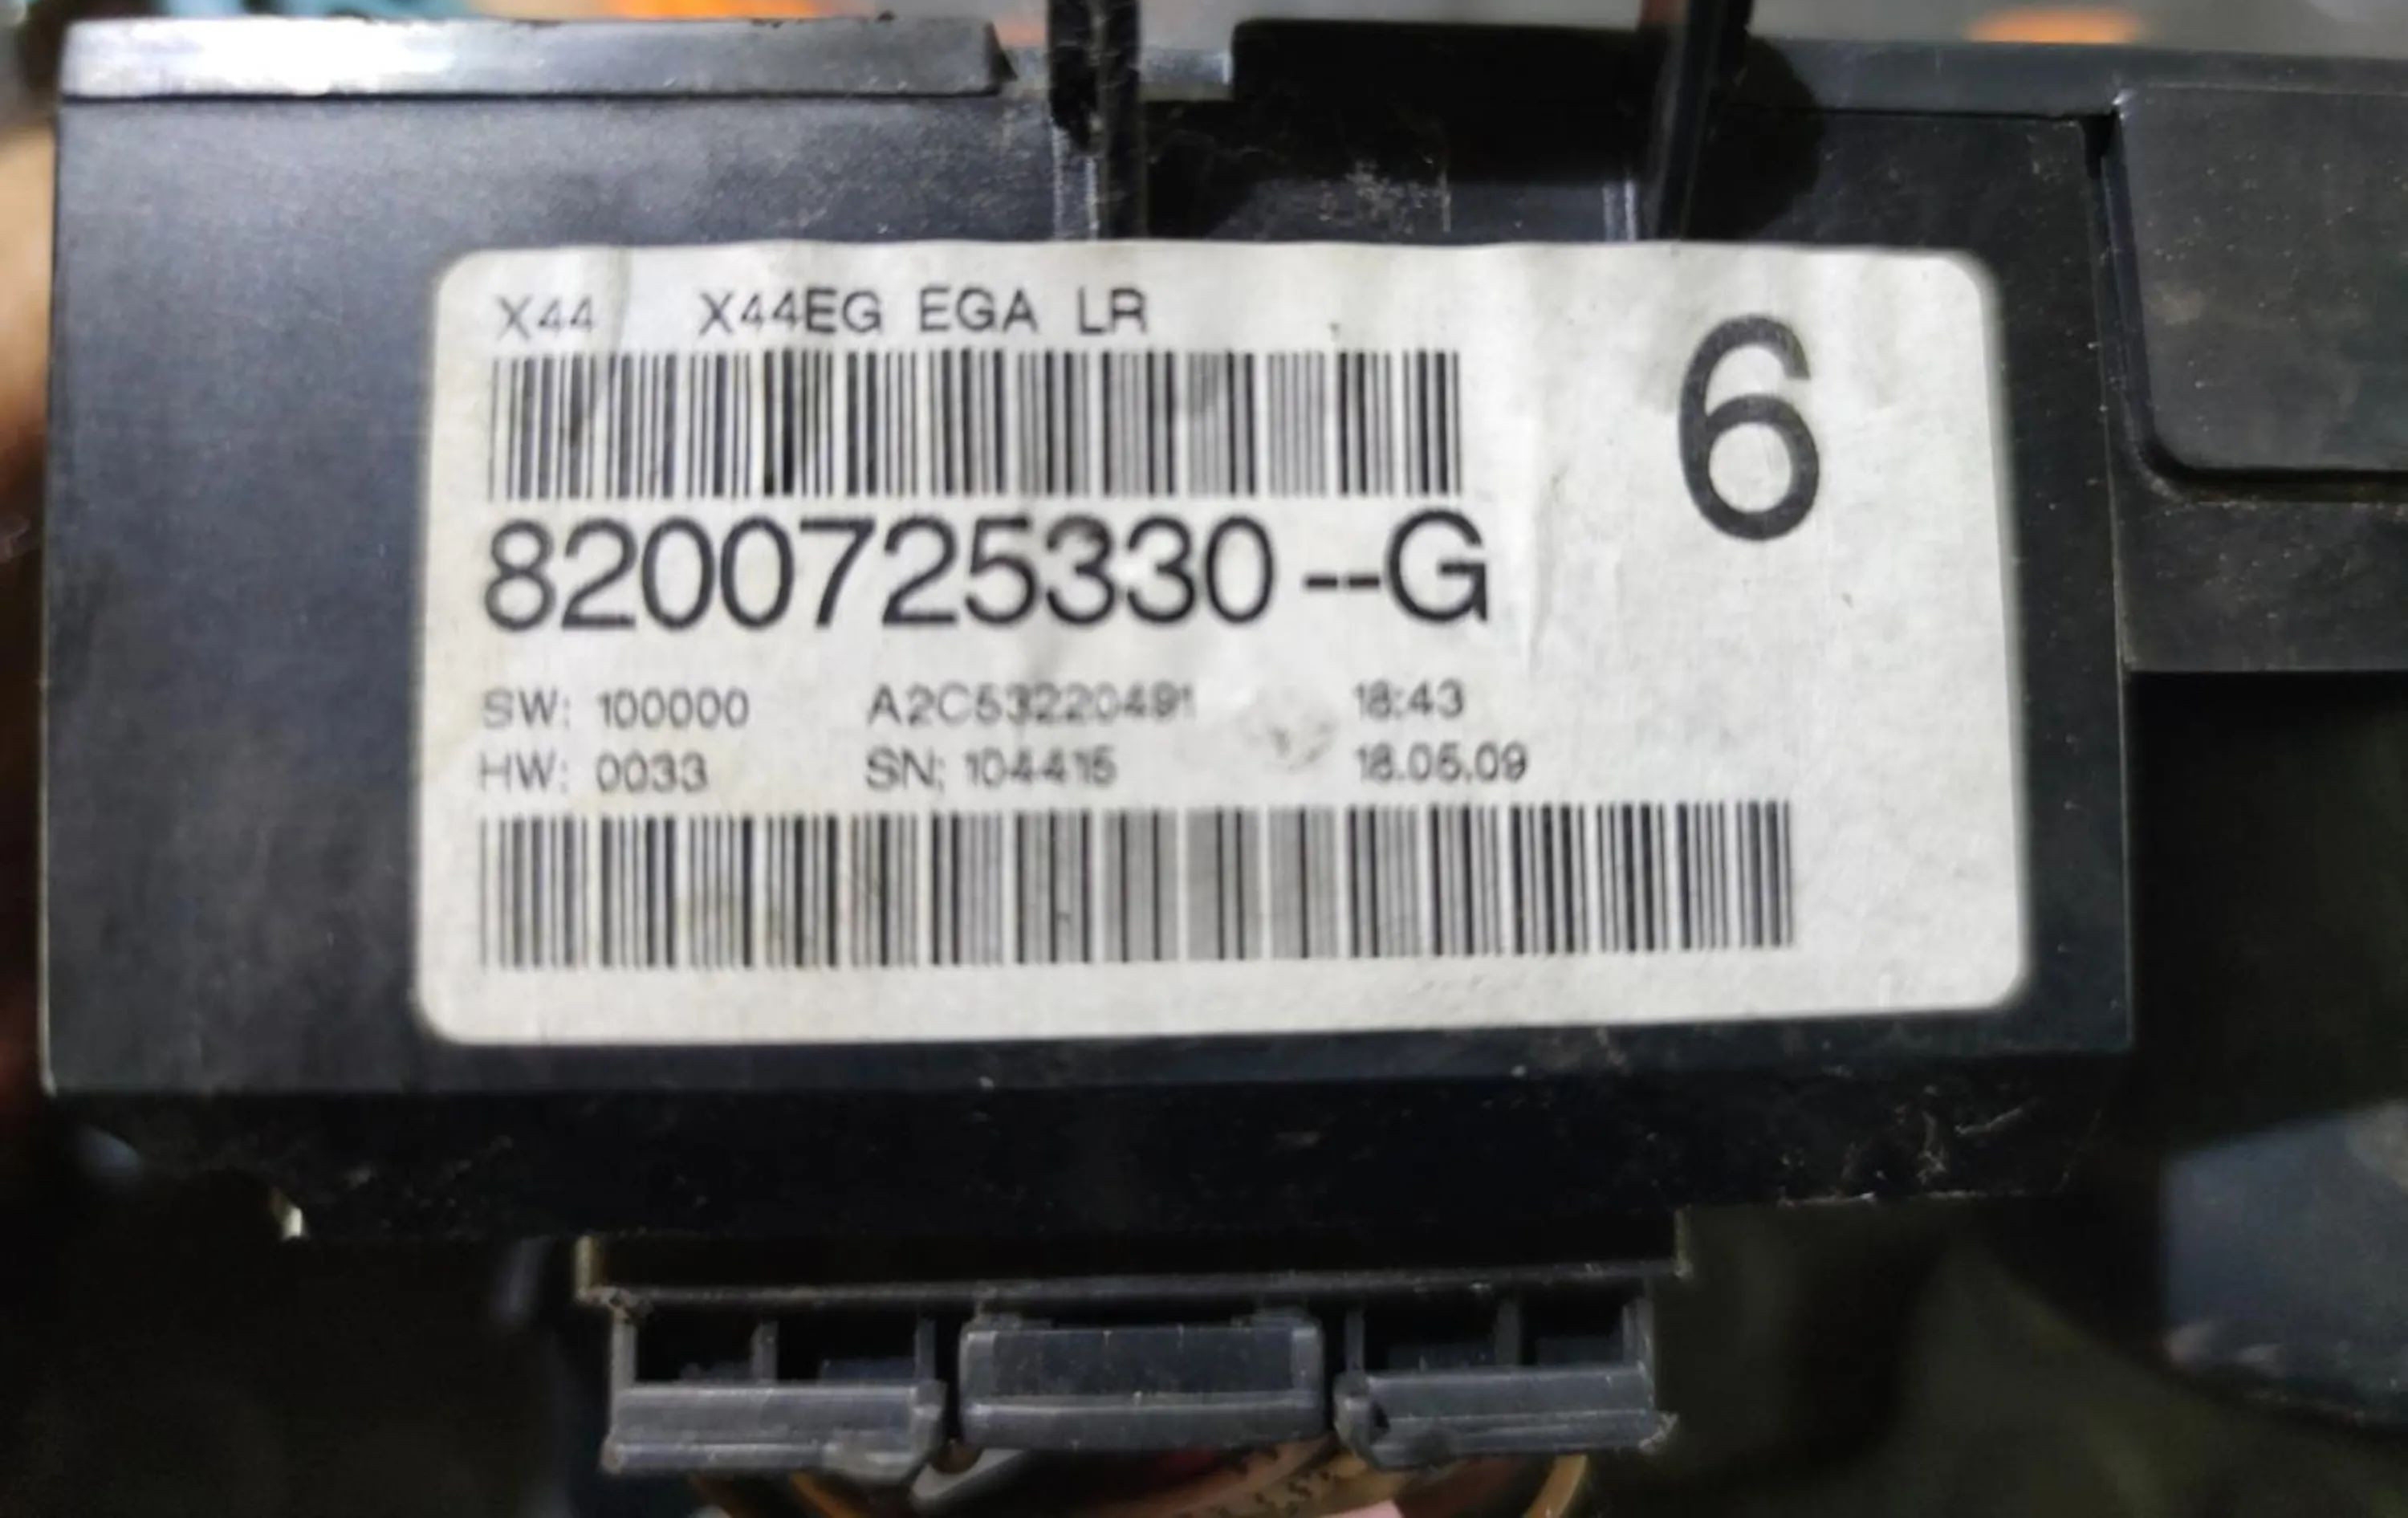 X44 X44EG EGA LR
6
8200725330--G
SW: 100000 A2C53220491 18:43
HW: 0033 SN: 104415 18.05.09